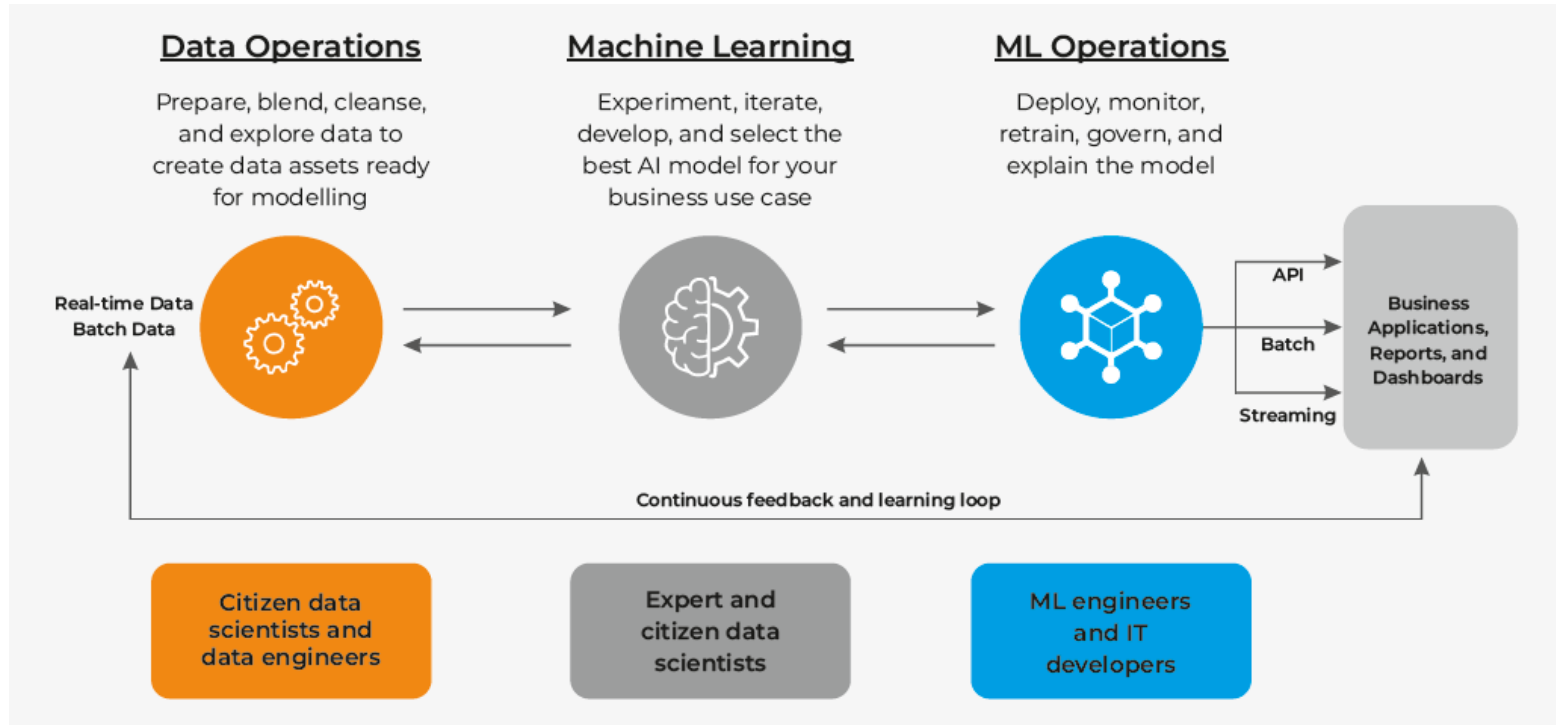 Data Operations
Prepare, blend, cleanse,
and explore data to
create data assets ready
for modelling
Machine Learning
Experiment, iterate,
develop, and select the
best AI model for your
business use case
ML Operations
Deploy, monitor,
retrain, govern, and
explain the model
Real-time Data
Batch Data
API
Batch
Streaming
Business
Applications,
Reports, and
Dashboards
Continuous feedback and learning loop
Citizen data
scientists and
data engineers
Expert and
citizen data
scientists
ML engineers
and IT
developers